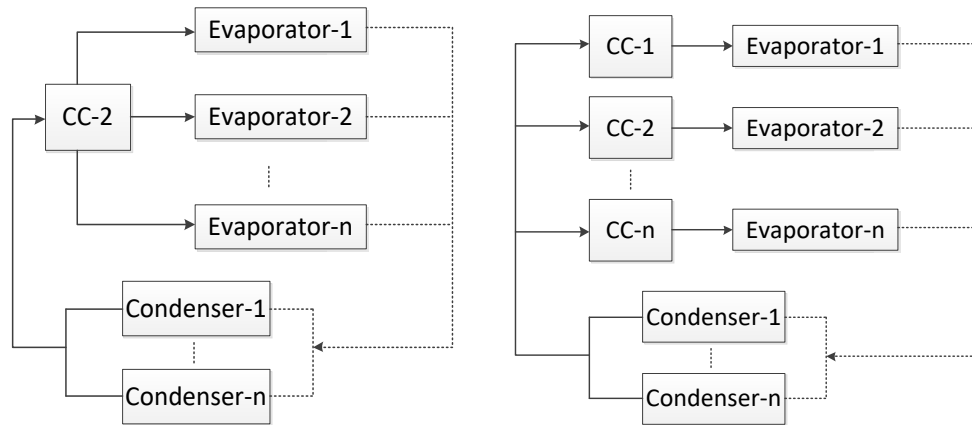 Evaporator-1
CC-2
Evaporator-2
Evaporator-n
Condenser-1
Condenser-n
CC-1
Evaporator-1
CC-2
Evaporator-2
CC-n
Evaporator-n
Condenser-1
Condenser-n